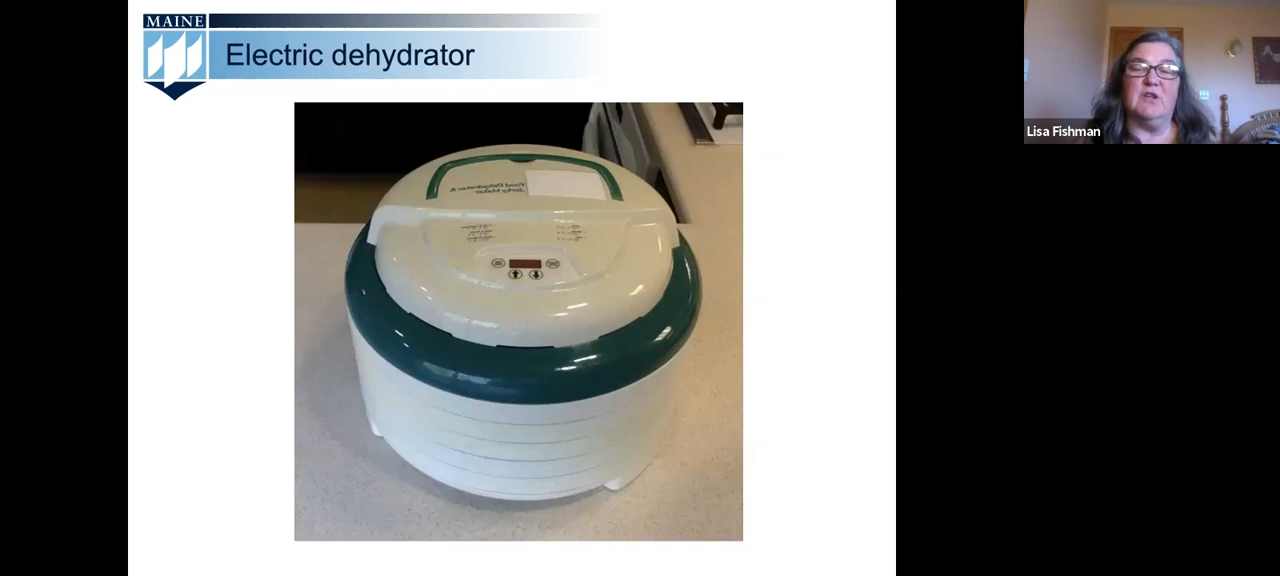 MAINE
Electric dehydrator
Lisa Fishman
Food Dehydrator &
Jerky Maker